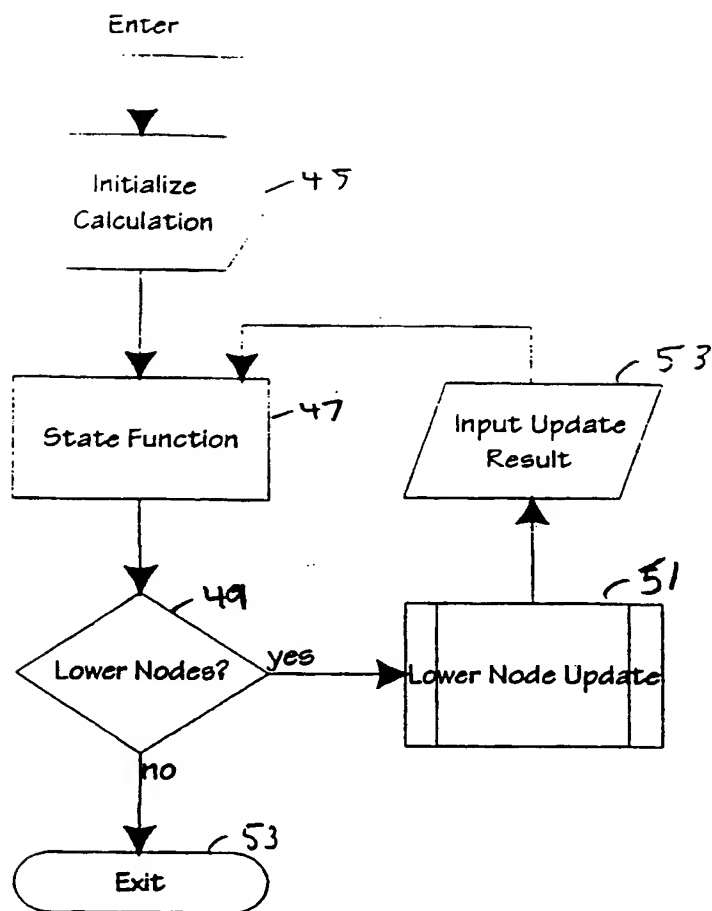 Enter
Initialize
Calculation
45
State Function
47
53
Input Update
Result
49
Lower Nodes?
yes
51
Lower Node Update
no
53
Exit